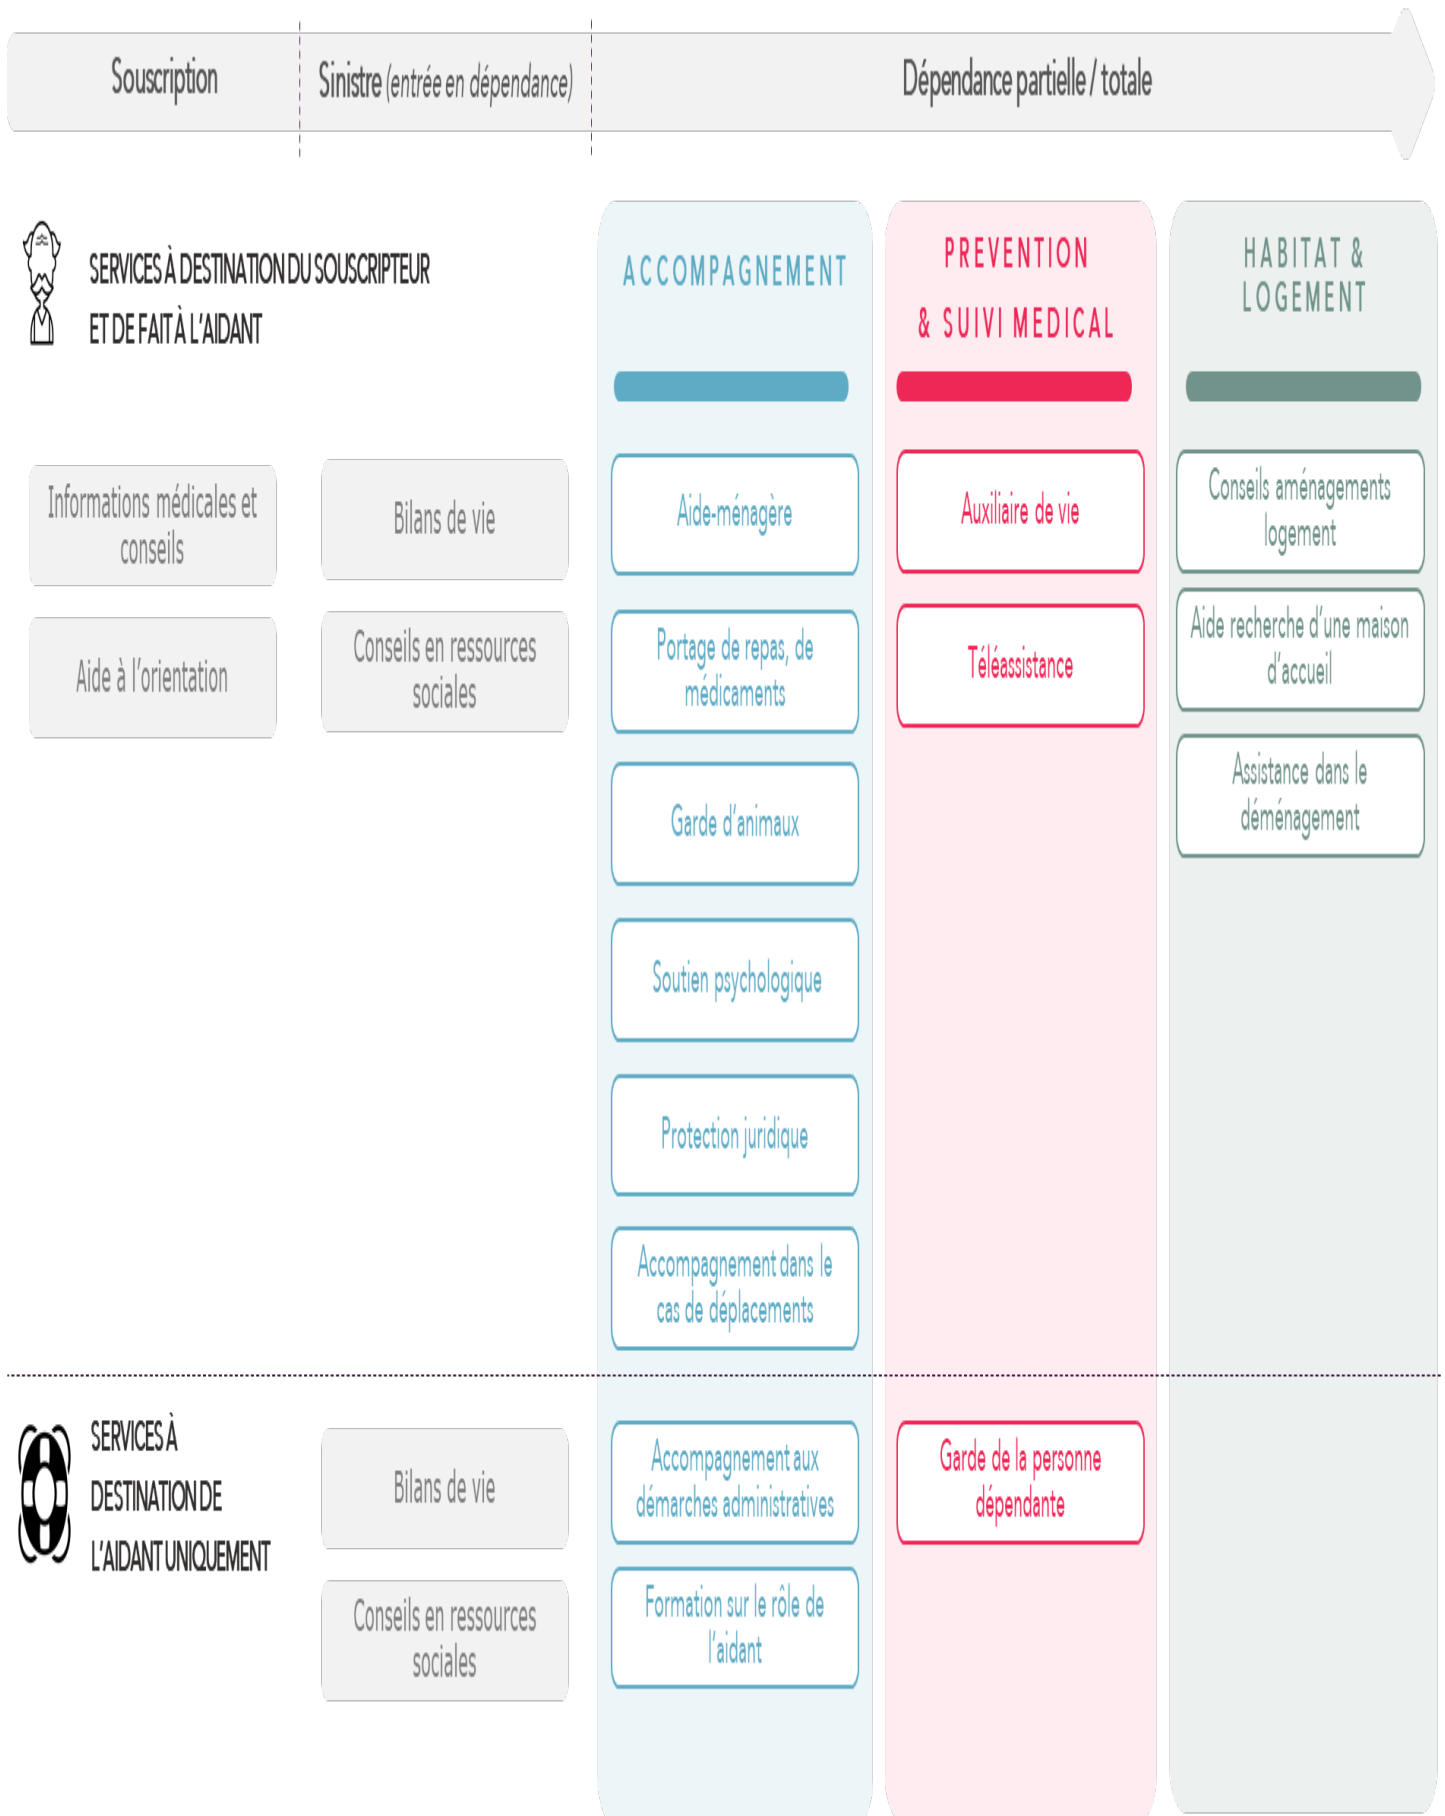 Souscription
Sinistre (entrée en dépendance)
Dépendance partielle / totale
SERVICES À DESTINATION DU SOUSCRIPTEUR
ET DE FAIT À L'AIDANT
ACCOMPAGNEMENT
PREVENTION
& SUIVI MEDICAL
HABITAT &
LOGEMENT
Informations médicales et
conseils
Aide à l'orientation
Bilans de vie
Conseils en ressources
sociales
Aide-ménagère
Portage de repas, de
médicaments
Garde d'animaux
Soutien psychologique
Protection juridique
Accompagnement dans le
cas de déplacements
Auxiliaire de vie
Téléassistance
Conseils aménagements
logement
Aide recherche d'une maison
d'accueil
Assistance dans le
déménagement
SERVICES À
DESTINATION DE
L'AIDANT UNIQUEMENT
Bilans de vie
Conseils en ressources
sociales
Accompagnement aux
démarches administratives
Formation sur le rôle de
l'aidant
Garde de la personne
dépendante